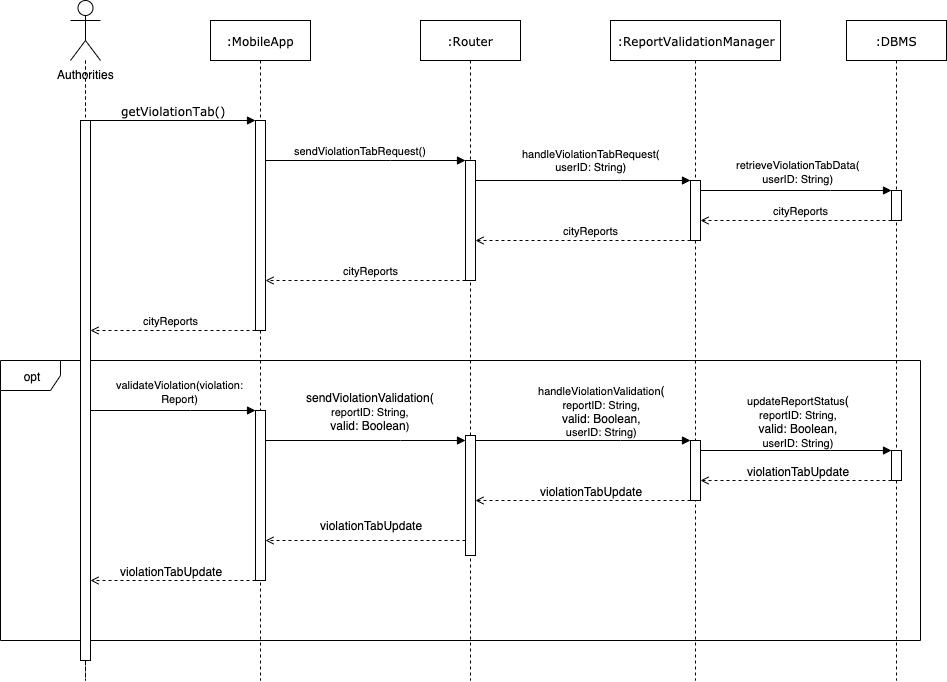 :MobileApp
:Router
:ReportValidationManager
:DBMS
Authorities
getViolationTab()
sendViolationTabRequest()
handleViolationTabRequest(
userID: String)
retrieveViolationTabData(
userID: String)
cityReports
cityReports
cityReports
cityReports
opt
validateViolation(violation:
Report)
sendViolationValidation(
reportID: String,
valid: Boolean)
handleViolationValidation(
reportID: String,
valid: Boolean,
userID: String)
updateReportStatus(
reportID: String,
valid: Boolean,
userID: String)
violationTabUpdate
violationTabUpdate
violationTabUpdate
violationTabUpdate